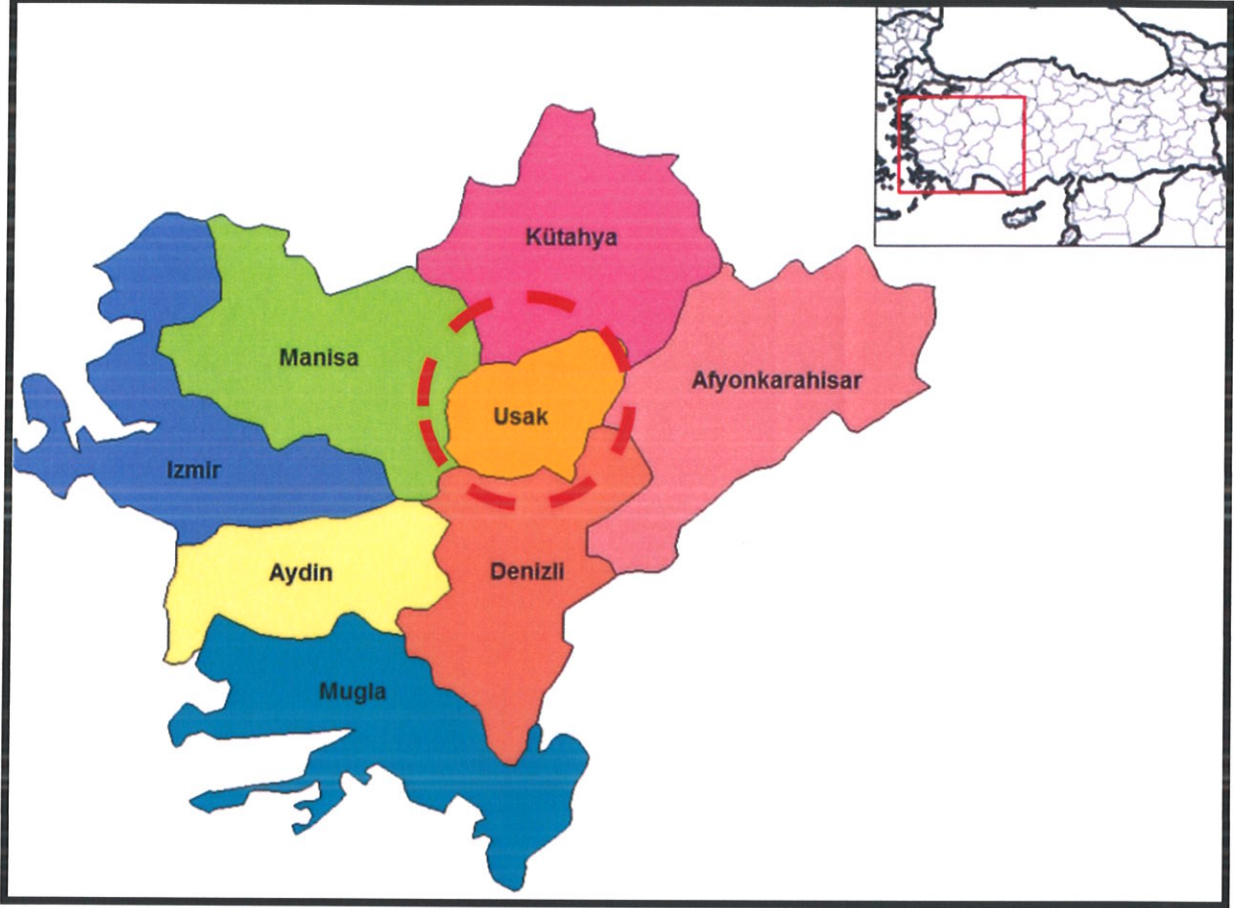 Kütahya
Manisa
Afyonkarahisar
Usak
Izmir
Aydin
Denizli
Mugla